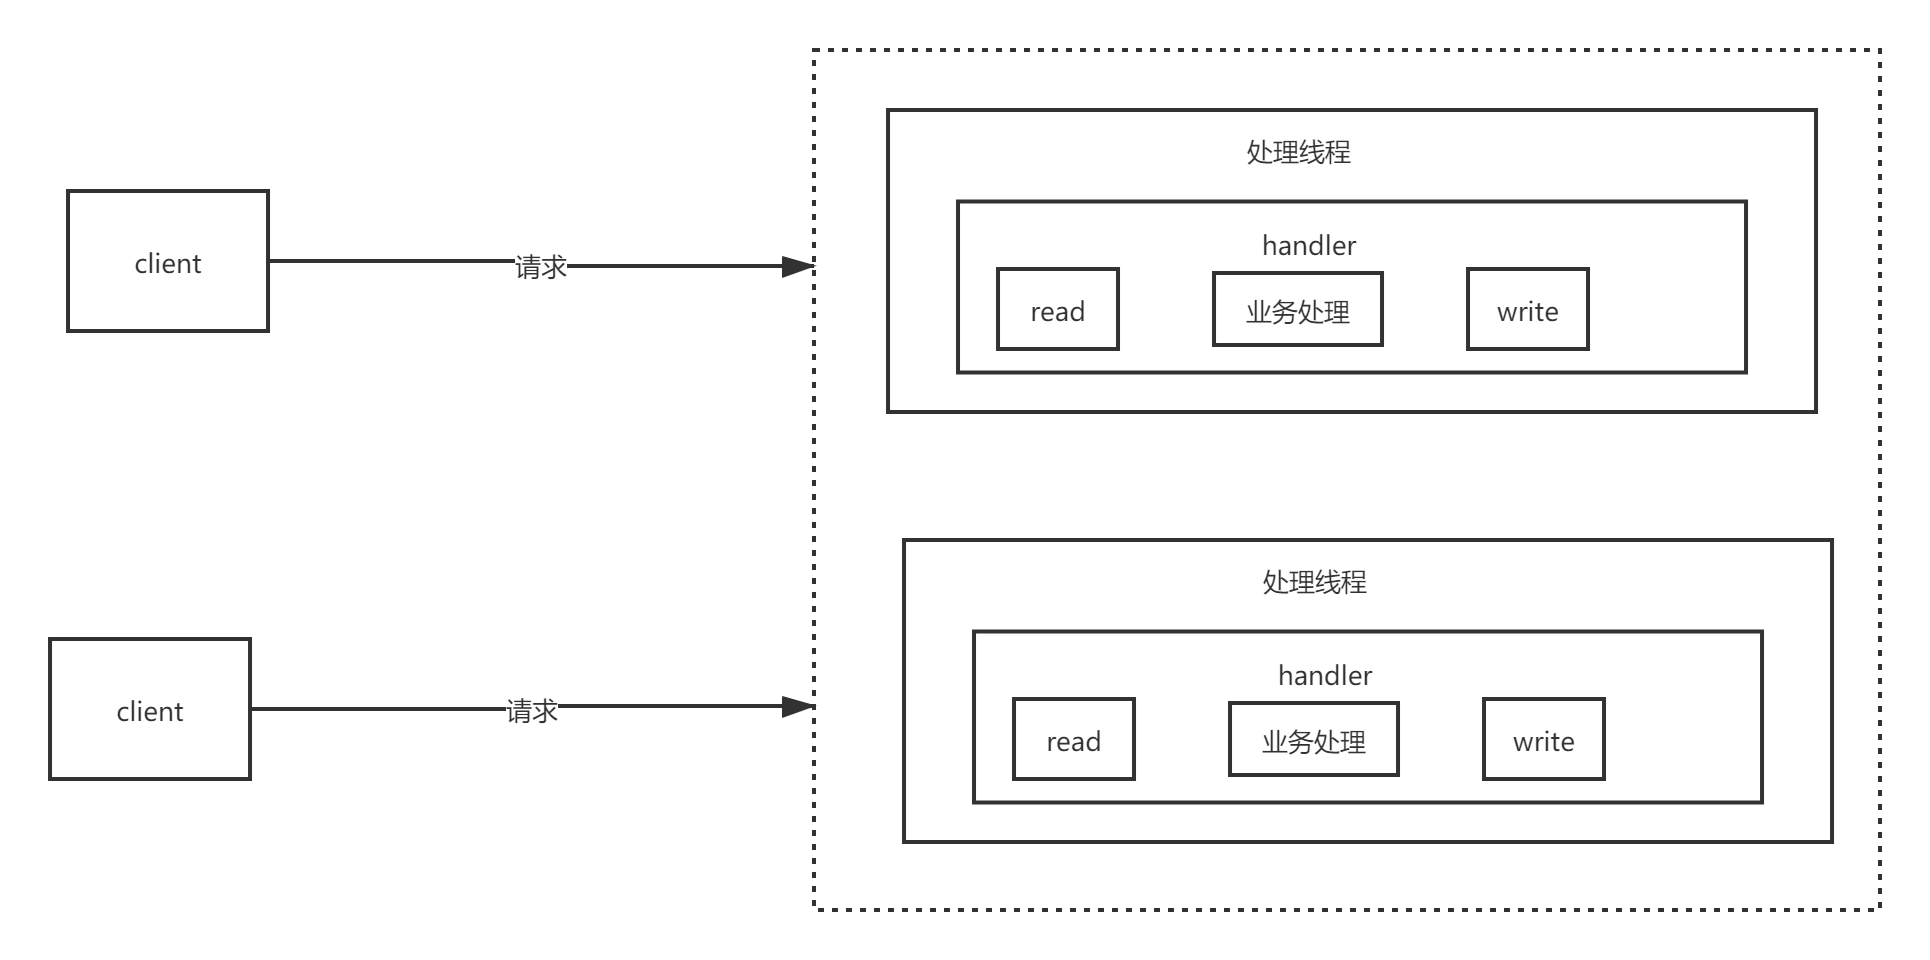 处理线程
client
请求
handler
read
业务处理
write
处理线程
client
请求
handler
read
业务处理
write